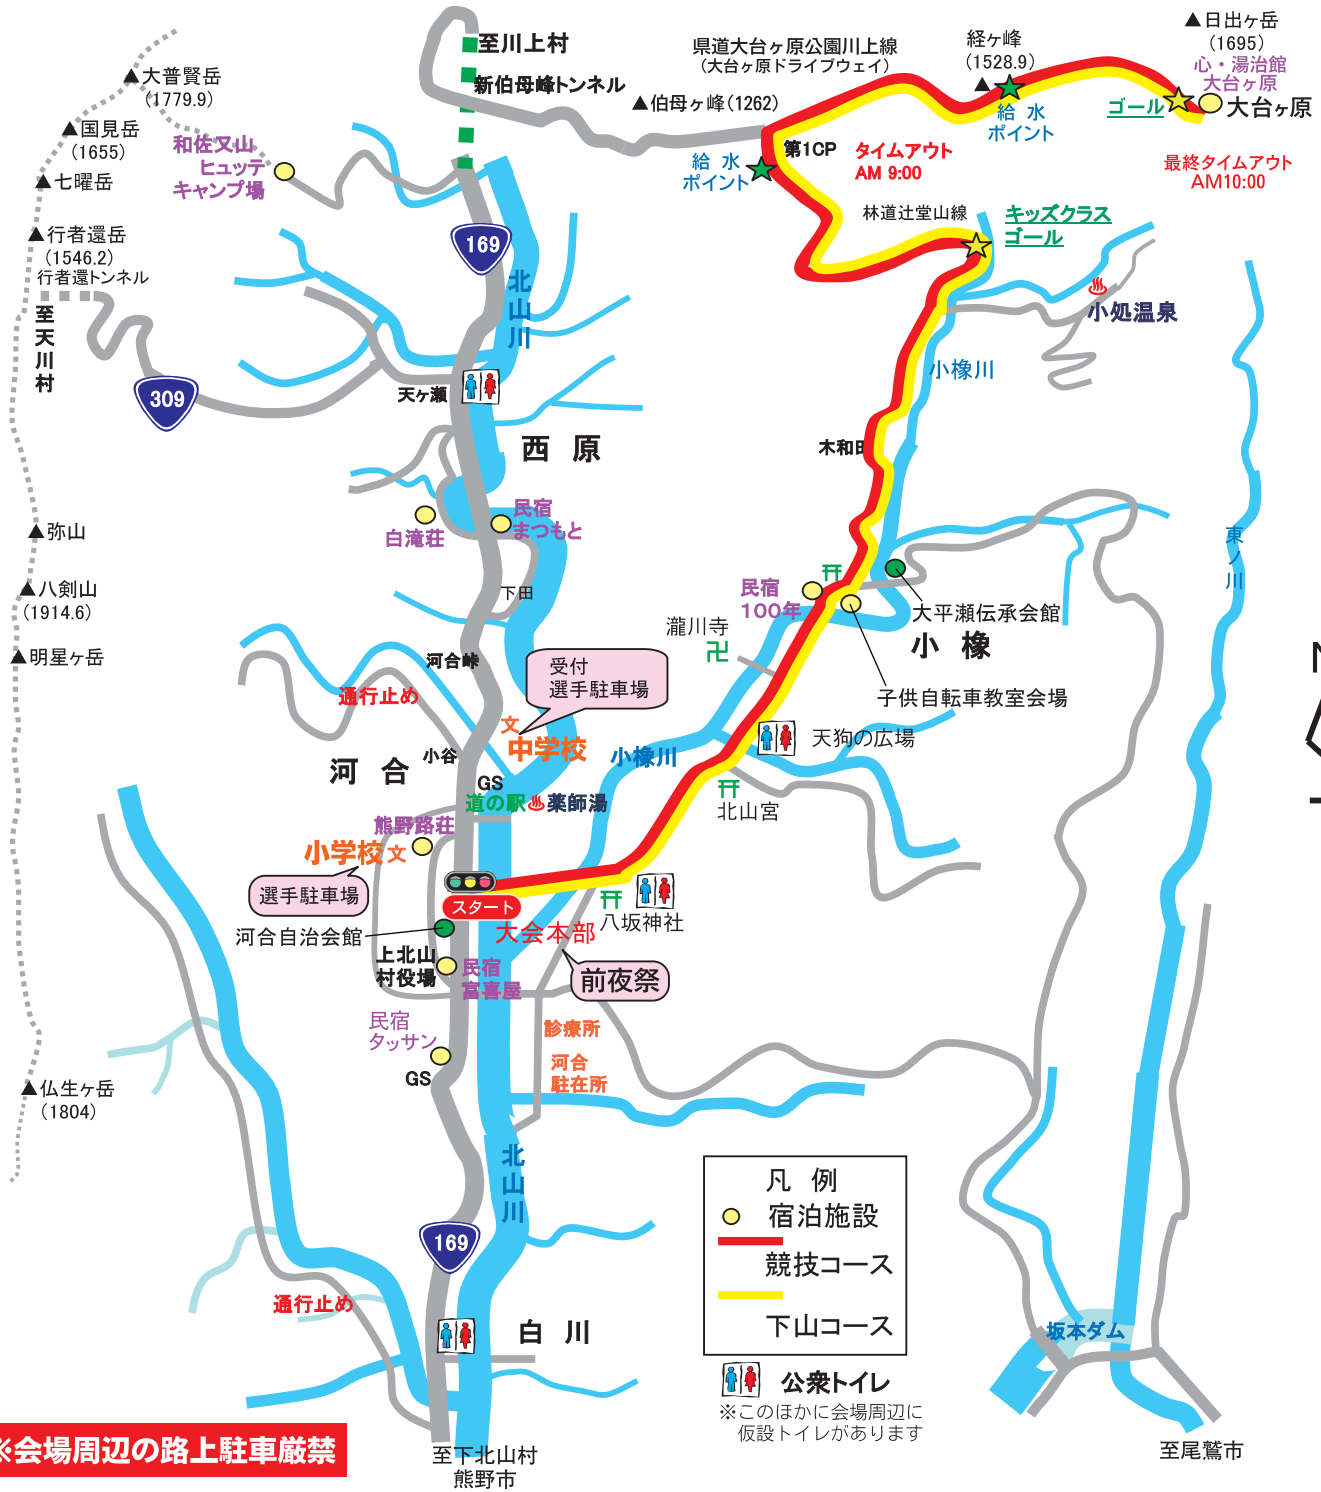 至川上村
新伯母峰トンネル
▲大普賢岳
(1779.9)
▲国見岳
(1655)
▲七曜岳
和佐又山
ヒュッテ
キャンプ場
▲行者還岳
(1546.2)
行者還トンネル
至天川村
309
169
北山川
▲伯母ヶ峰(1262)
県道大台ヶ原公園川上線
(大台ヶ原ドライブウェイ)
経ヶ峰
(1528.9)
▲
給水
ポイント
▲日出ヶ岳
(1695)
心・湯治館
大台ヶ原
ゴール
大台ヶ原
最終タイムアウト
AM10:00
第1CP
タイムアウト
AM 9:00
給水
ポイント
林道辻堂山線
キッズクラス
ゴール
小処温泉
小橡川
木和田
天ヶ瀬
西原
白滝荘
民宿
まつもと
下田
▲弥山
▲八剣山
(1914.6)
▲明星ヶ岳
東ノ川
民宿
100年
大平瀬伝承会館
小橡
瀧川寺
子供自転車教室会場
河合峠
受付
選手駐車場
通行止め
文
中学校
天狗の広場
小橡川
小谷
河合
GS
道の駅
薬師湯
北山宮
熊野路荘
小学校 文
選手駐車場
スタート
八坂神社
大会本部
河合自治会館
上北山
村役場
民宿
富喜屋
前夜祭
民宿
タッサン
GS
診療所
河合
駐在所
▲仏生ヶ岳
(1804)
北山川
169
通行止め
白川
凡例
宿泊施設
競技コース
下山コース
公衆トイレ
※このほかに会場周辺に
仮設トイレがあります
坂本ダム
至尾鷲市
※会場周辺の路上駐車厳禁
至下北山村
熊野市